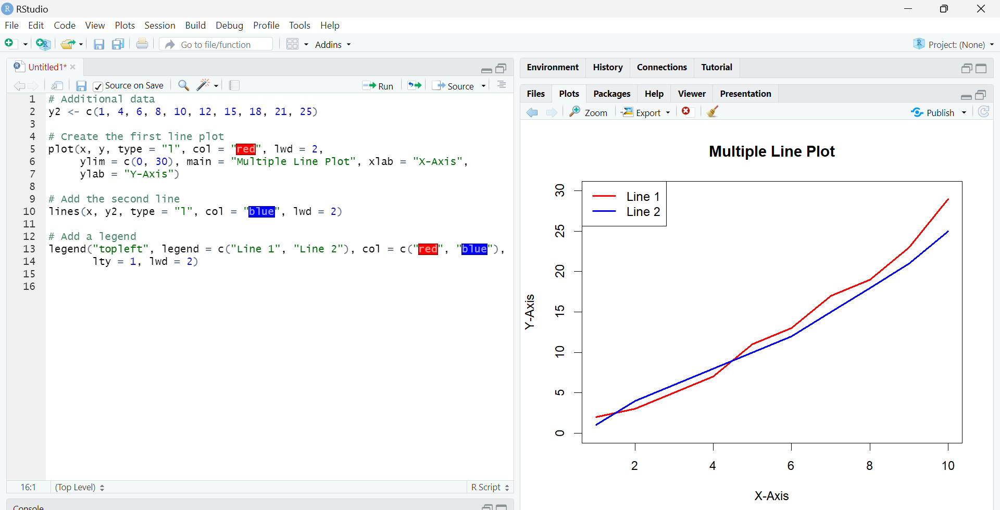 RStudio
File Edit Code View Plots Session Build Debug Profile Tools Help
Go to file/function Addins Project: (None)
Untitled1*
Source on Save Run Source
1 # Additional data
2 y2 <- c(1, 4, 6, 8, 10, 12, 15, 18, 21, 25)
3
4 # Create the first line plot
5 plot(x, y, type = "l", col = "red", lwd = 2,
6      ylim = c(0, 30), main = "Multiple Line Plot", xlab = "X-Axis",
7      ylab = "Y-Axis")
8
9 # Add the second line
10 lines(x, y2, type = "l", col = "blue", lwd = 2)
11
12 # Add a legend
13 legend("topleft", legend = c("Line 1", "Line 2"), col = c("red", "blue"),
14        lty = 1, lwd = 2)
15
16
16:1 (Top Level) R Script
Console
Environment History Connections Tutorial
Files Plots Packages Help Viewer Presentation
Zoom Export Publish
Multiple Line Plot
Line 1
Line 2
30
25
20
15
10
5
0
Y-Axis
2 4 6 8 10
X-Axis